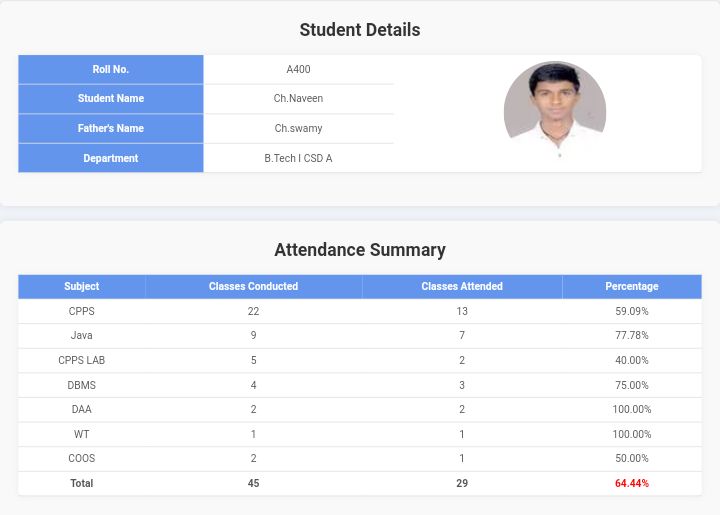 Student Details
Roll No. A400
Student Name Ch.Naveen
Father's Name Ch.swamy
Department B.Tech I CSD A
Attendance Summary
Subject Classes Conducted Classes Attended Percentage
CPPS 22 13 59.09%
Java 9 7 77.78%
CPPS LAB 5 2 40.00%
DBMS 4 3 75.00%
DAA 2 2 100.00%
WT 1 1 100.00%
COOS 2 1 50.00%
Total 45 29 64.44%